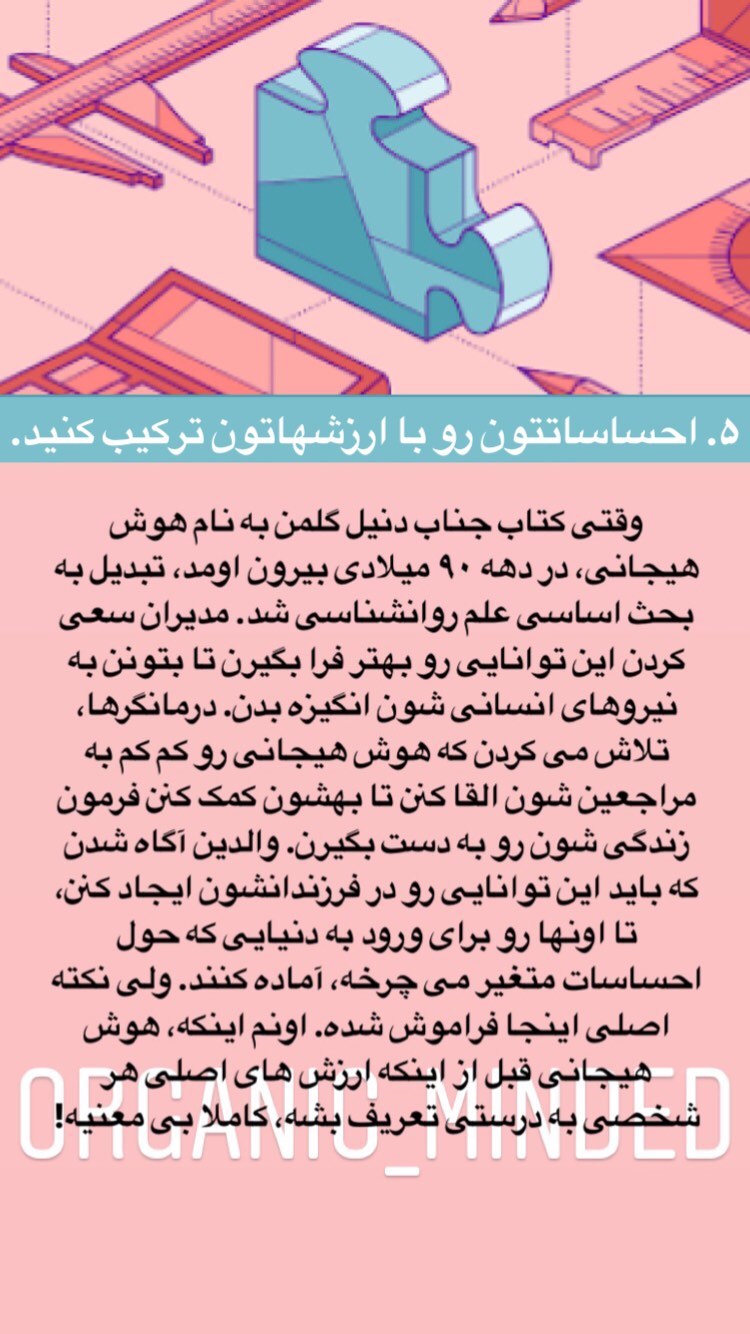 ۵. احساساتتون رو با ارزشهاتون ترکیب کنید.
وقتی کتاب جناب دنیل گلمن به نام هوش
هیجانی، در دهه ۹۰ میلادی بیرون اومد، تبدیل به
بحث اساسی علم روانشناسی شد. مدیران سعی
کردن این توانایی رو بهتر فرا بگیرن تا بتونن به
نیروهای انسانی شون انگیزه بدن. درمانگرها،
تلاش می کردن که هوش هیجانی رو کم کم به
مراجعین شون القا کنن تا بهشون کمک کنن فرمون
زندگی شون رو به دست بگیرن. والدین آگاه شدن
که باید این توانایی رو در فرزندانشون ایجاد کنن،
تا اونها رو برای ورود به دنیایی که حول
احساسات متغیر می چرخه، آماده کنند. ولی نکته
اصلی اینجا فراموش شده. اونم اینکه، هوش
هیجانی قبل از اینکه ارزش های اصلی هر
شخصی به درستی تعریف بشه، کاملا بی معنیه!
ORGANIC_MINDED